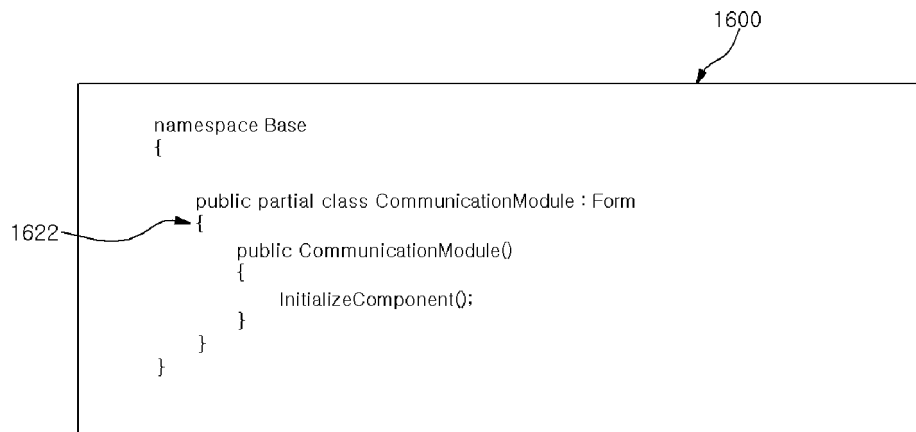 1600
namespace Base
{
public partial class CommunicationModule : Form
1622
{
public CommunicationModule()
{
InitializeComponent();
}
}
}